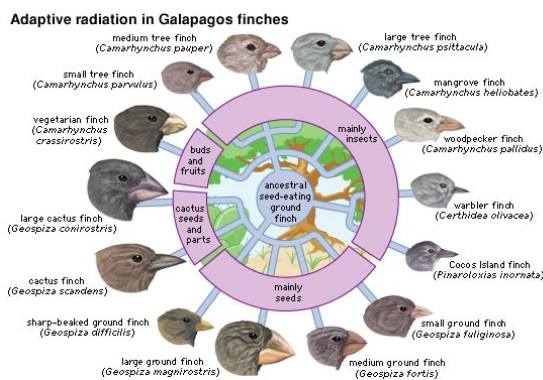 Adaptive radiation in Galapagos finches
medium tree finch
(Camarhynchus pauper)
large tree finch
(Camarhynchus psittacula)
small tree finch
(Camarhynchus parvulus)
mangrove finch
(Camarhynchus heliobates)
vegetarian finch
(Camarhynchus
crassirostris)
woodpecker finch
(Camarhynchus pallidus)
mainly
insects
buds
and
fruits
ancestral
seed-eating
ground
finch
warbler finch
(Certhidea olivacea)
large cactus finch
(Geospiza conirostris)
cactus
seeds
and
parts
Cocos Island finch
(Pinaroloxias inornata)
cactus finch
(Geospiza scandens)
mainly
seeds
sharp-beaked ground finch
(Geospiza difficilis)
small ground finch
(Geospiza fuliginosa)
large ground finch
(Geospiza magnirostris)
medium ground finch
(Geospiza fortis)